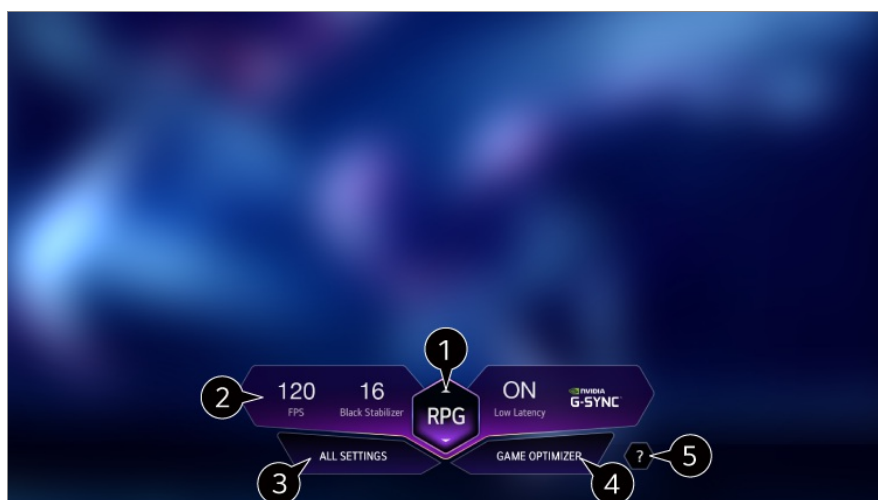 1
2
120
FPS
16
Black Stabilizer
RPG
ON
Low Latency
NVIDIA
G-SYNC
ALL SETTINGS
GAME OPTIMIZER
?
3
4
5